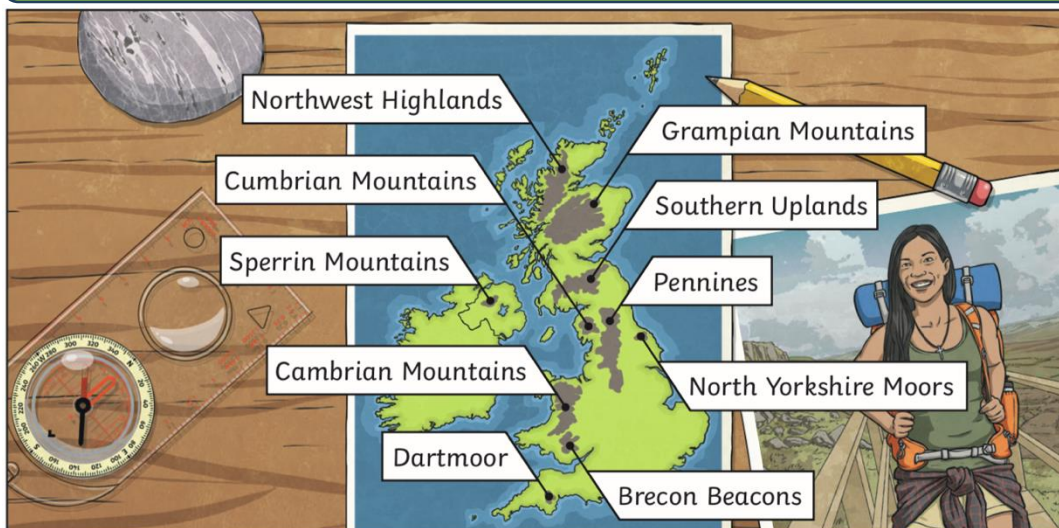 Northwest Highlands
Grampian Mountains
Cumbrian Mountains
Southern Uplands
Sperrin Mountains
Pennines
Cambrian Mountains
North Yorkshire Moors
Dartmoor
Brecon Beacons